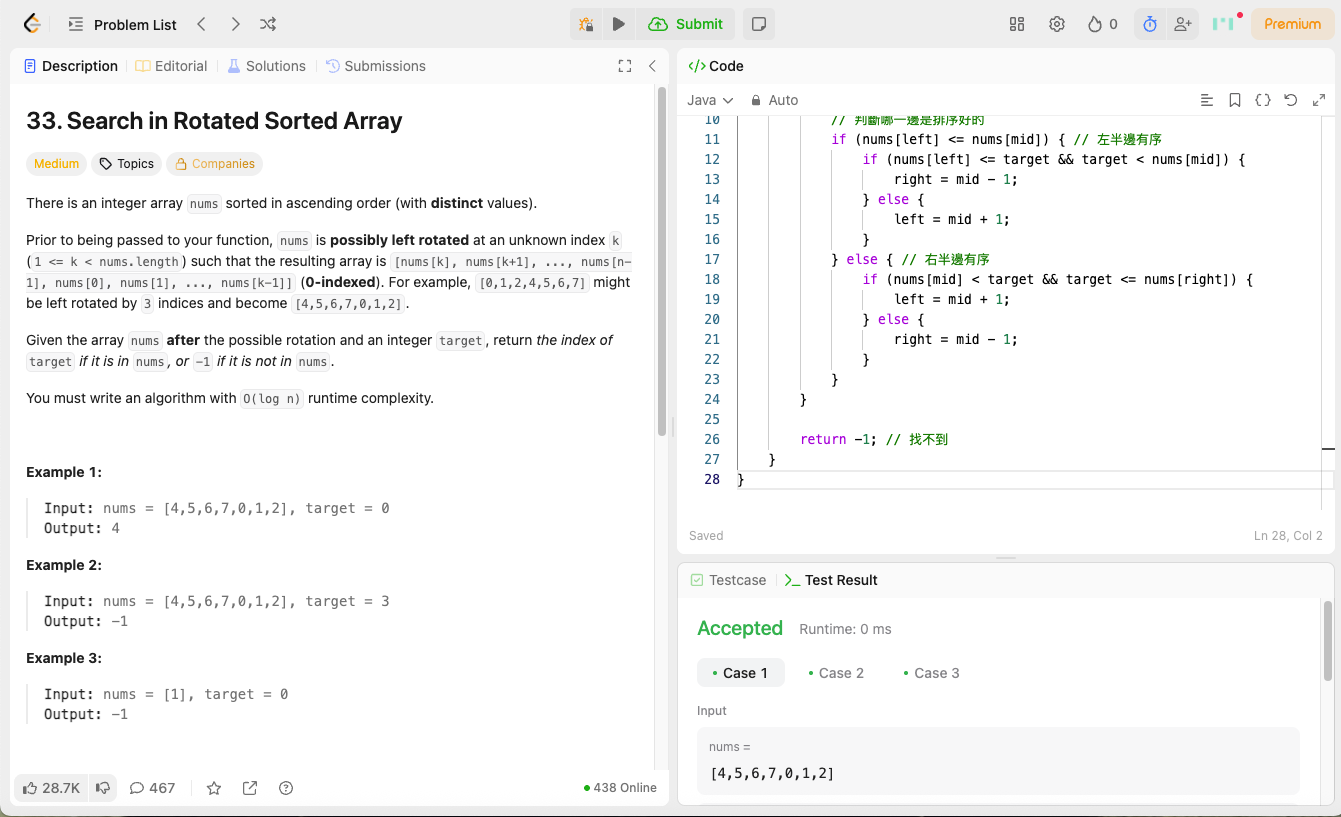 Problem List
Submit
0
Premium
Description
Editorial
Solutions
Submissions
33. Search in Rotated Sorted Array
Medium
Topics
Companies
There is an integer array nums sorted in ascending order (with distinct values).
Prior to being passed to your function, nums is possibly left rotated at an unknown index k
(1 <= k < nums.length) such that the resulting array is [nums[k], nums[k+1], ..., nums[n-
1], nums[0], nums[1], ..., nums[k-1]] (0-indexed). For example, [0,1,2,4,5,6,7] might
be left rotated by 3 indices and become [4,5,6,7,0,1,2].
Given the array nums after the possible rotation and an integer target, return the index of
target if it is in nums, or -1 if it is not in nums.
You must write an algorithm with O(log n) runtime complexity.
Example 1:
Input: nums = [4,5,6,7,0,1,2], target = 0
Output: 4
Example 2:
Input: nums = [4,5,6,7,0,1,2], target = 3
Output: -1
Example 3:
Input: nums = [1], target = 0
Output: -1
28.7K
467
438 Online
Code
Java
Auto
10 // 判斷哪一邊是排序好的
11 if (nums[left] <= nums[mid]) { // 左半邊有序
12 if (nums[left] <= target && target < nums[mid]) {
13 right = mid - 1;
14 } else {
15 left = mid + 1;
16 }
17 } else { // 右半邊有序
18 if (nums[mid] < target && target <= nums[right]) {
19 left = mid + 1;
20 } else {
21 right = mid - 1;
22 }
23 }
24 }
25
26 return -1; // 找不到
27 }
28 }
Saved
Ln 28, Col 2
Testcase
Test Result
Accepted
Runtime: 0 ms
Case 1
Case 2
Case 3
Input
nums =
[4,5,6,7,0,1,2]